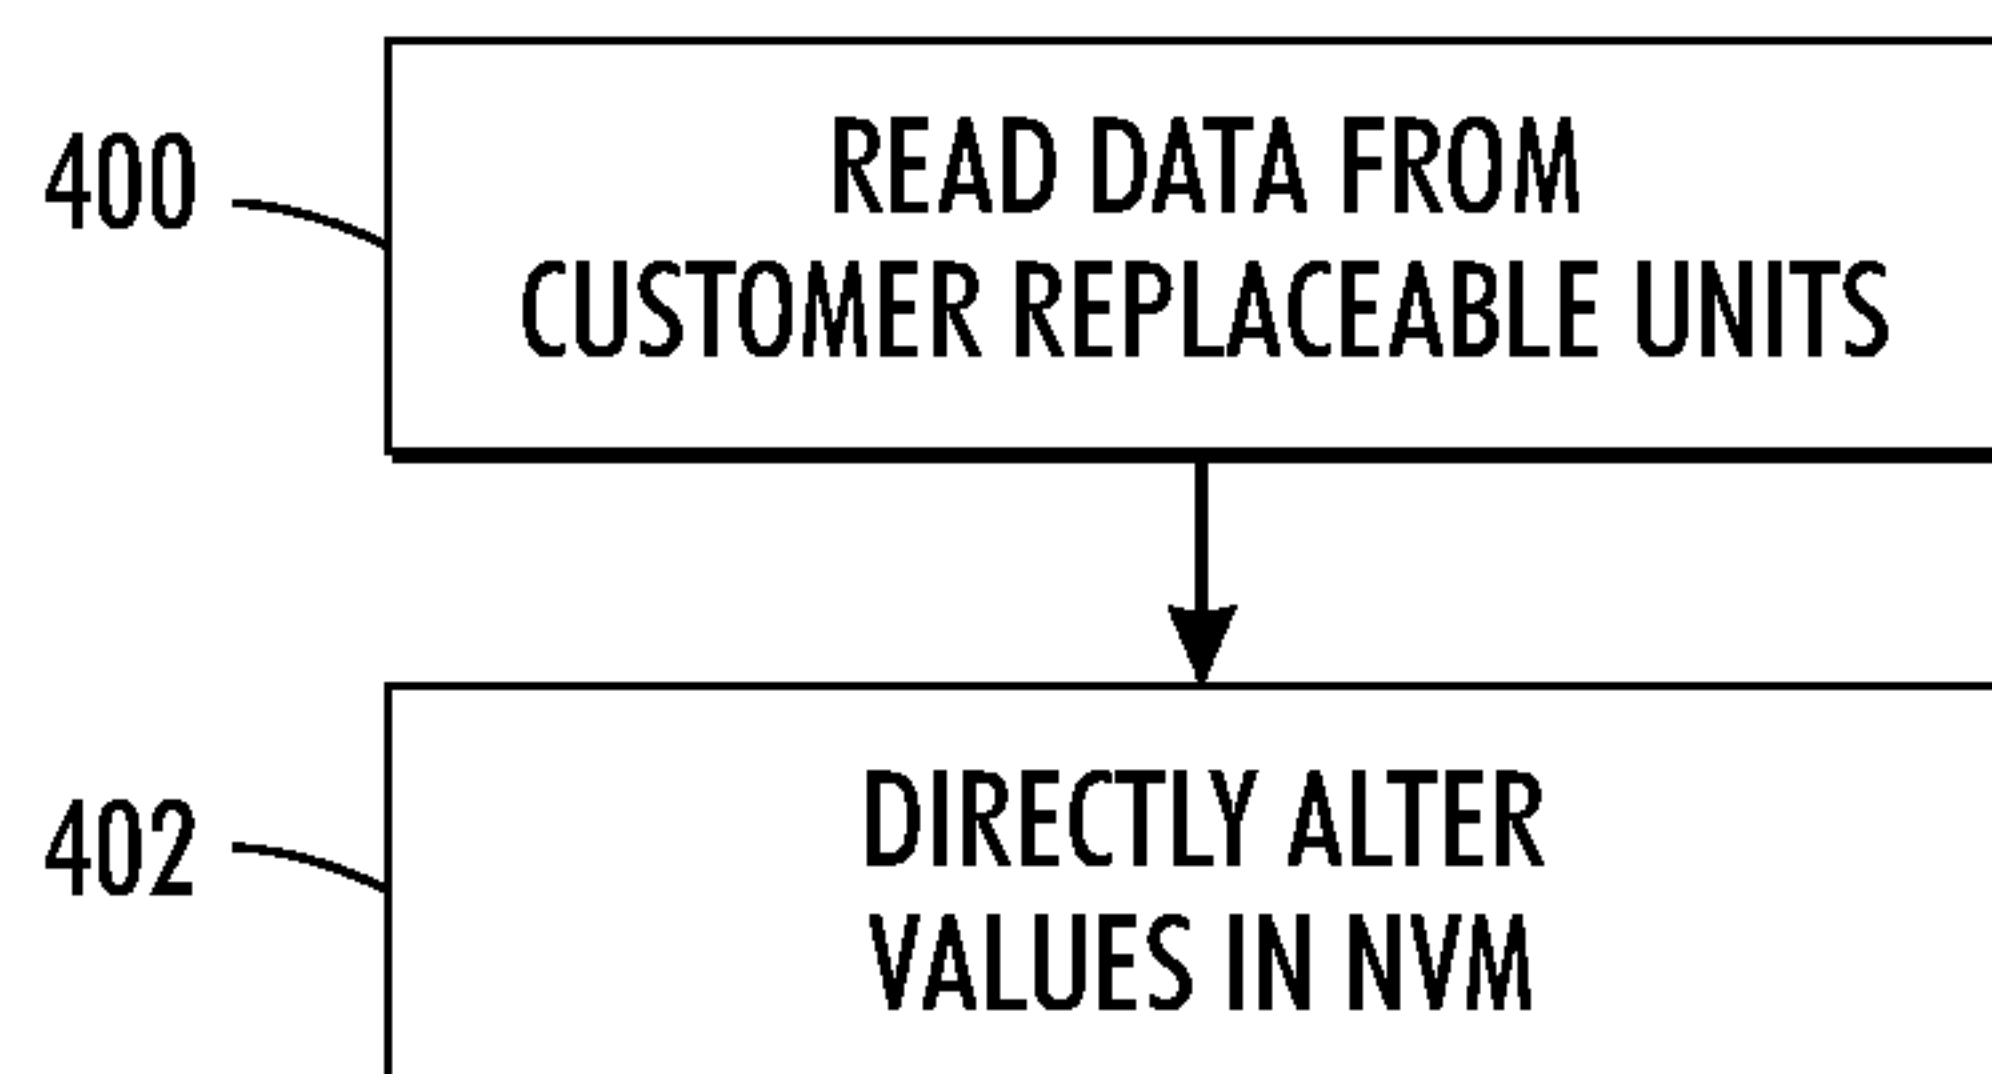 400
READ DATA FROM
CUSTOMER REPLACEABLE UNITS
402
DIRECTLY ALTER
VALUES IN NVM